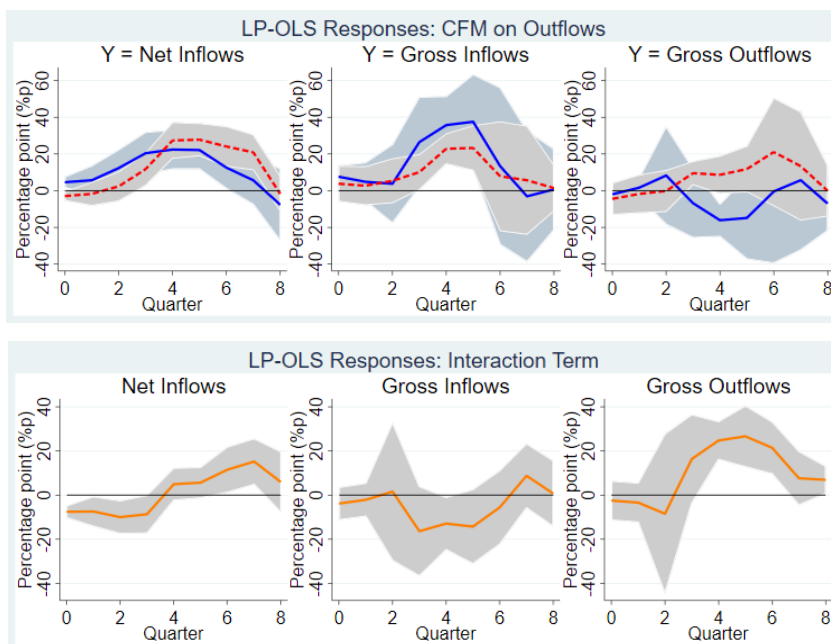 LP-OLS Responses: CFM on Outflows
Y = Net Inflows
Y = Gross Inflows
Y = Gross Outflows
Percentage point (%p)
60
40
20
0
-20
-40
0 2 4 6 8
Quarter
Percentage point (%p)
60
40
20
0
-20
-40
0 2 4 6 8
Quarter
Percentage point (%p)
60
40
20
0
-20
-40
0 2 4 6 8
Quarter
LP-OLS Responses: Interaction Term
Net Inflows
Gross Inflows
Gross Outflows
Percentage point (%p)
40
20
0
-20
-40
0 2 4 6 8
Quarter
Percentage point (%p)
40
20
0
-20
-40
0 2 4 6 8
Quarter
Percentage point (%p)
40
20
0
-20
-40
0 2 4 6 8
Quarter